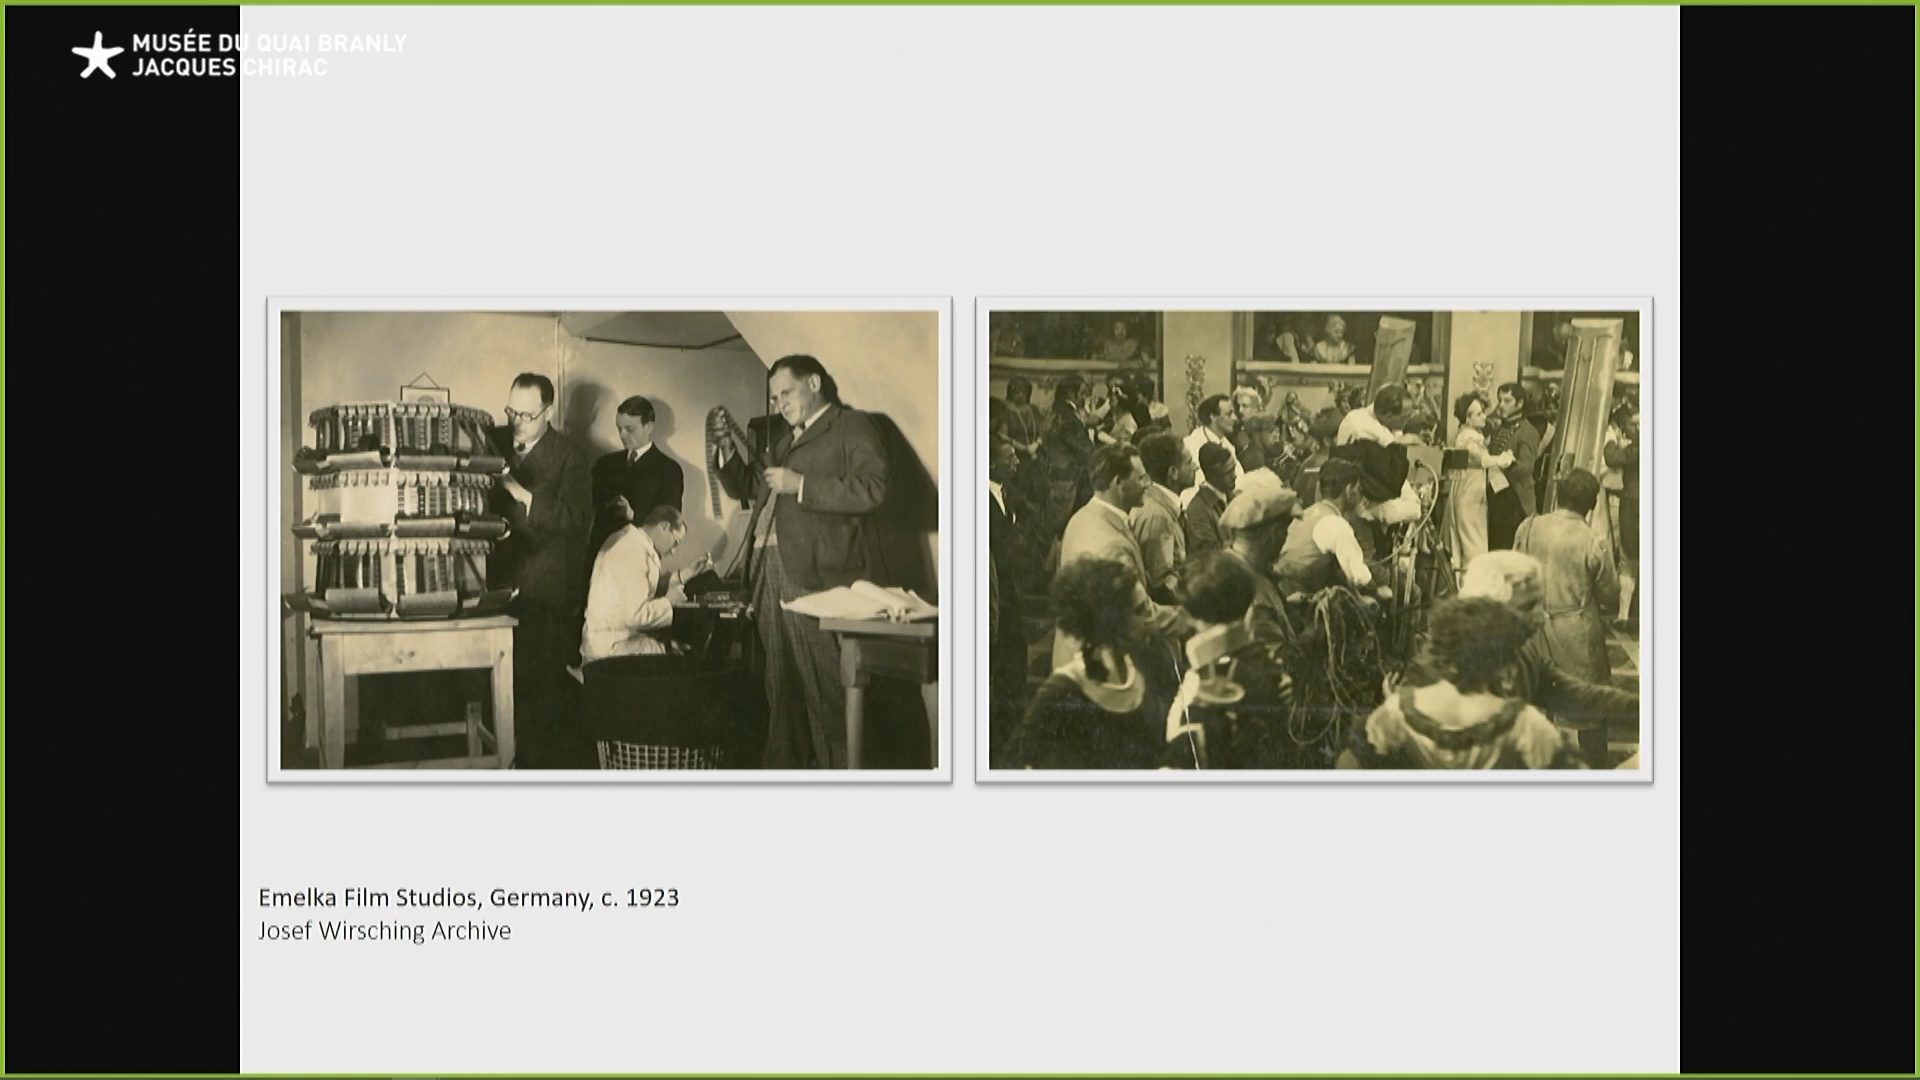 MUSÉE DU QUAI BRANLY
JACQUES CHIRAC
Emelka Film Studios, Germany, c. 1923
Josef Wirsching Archive